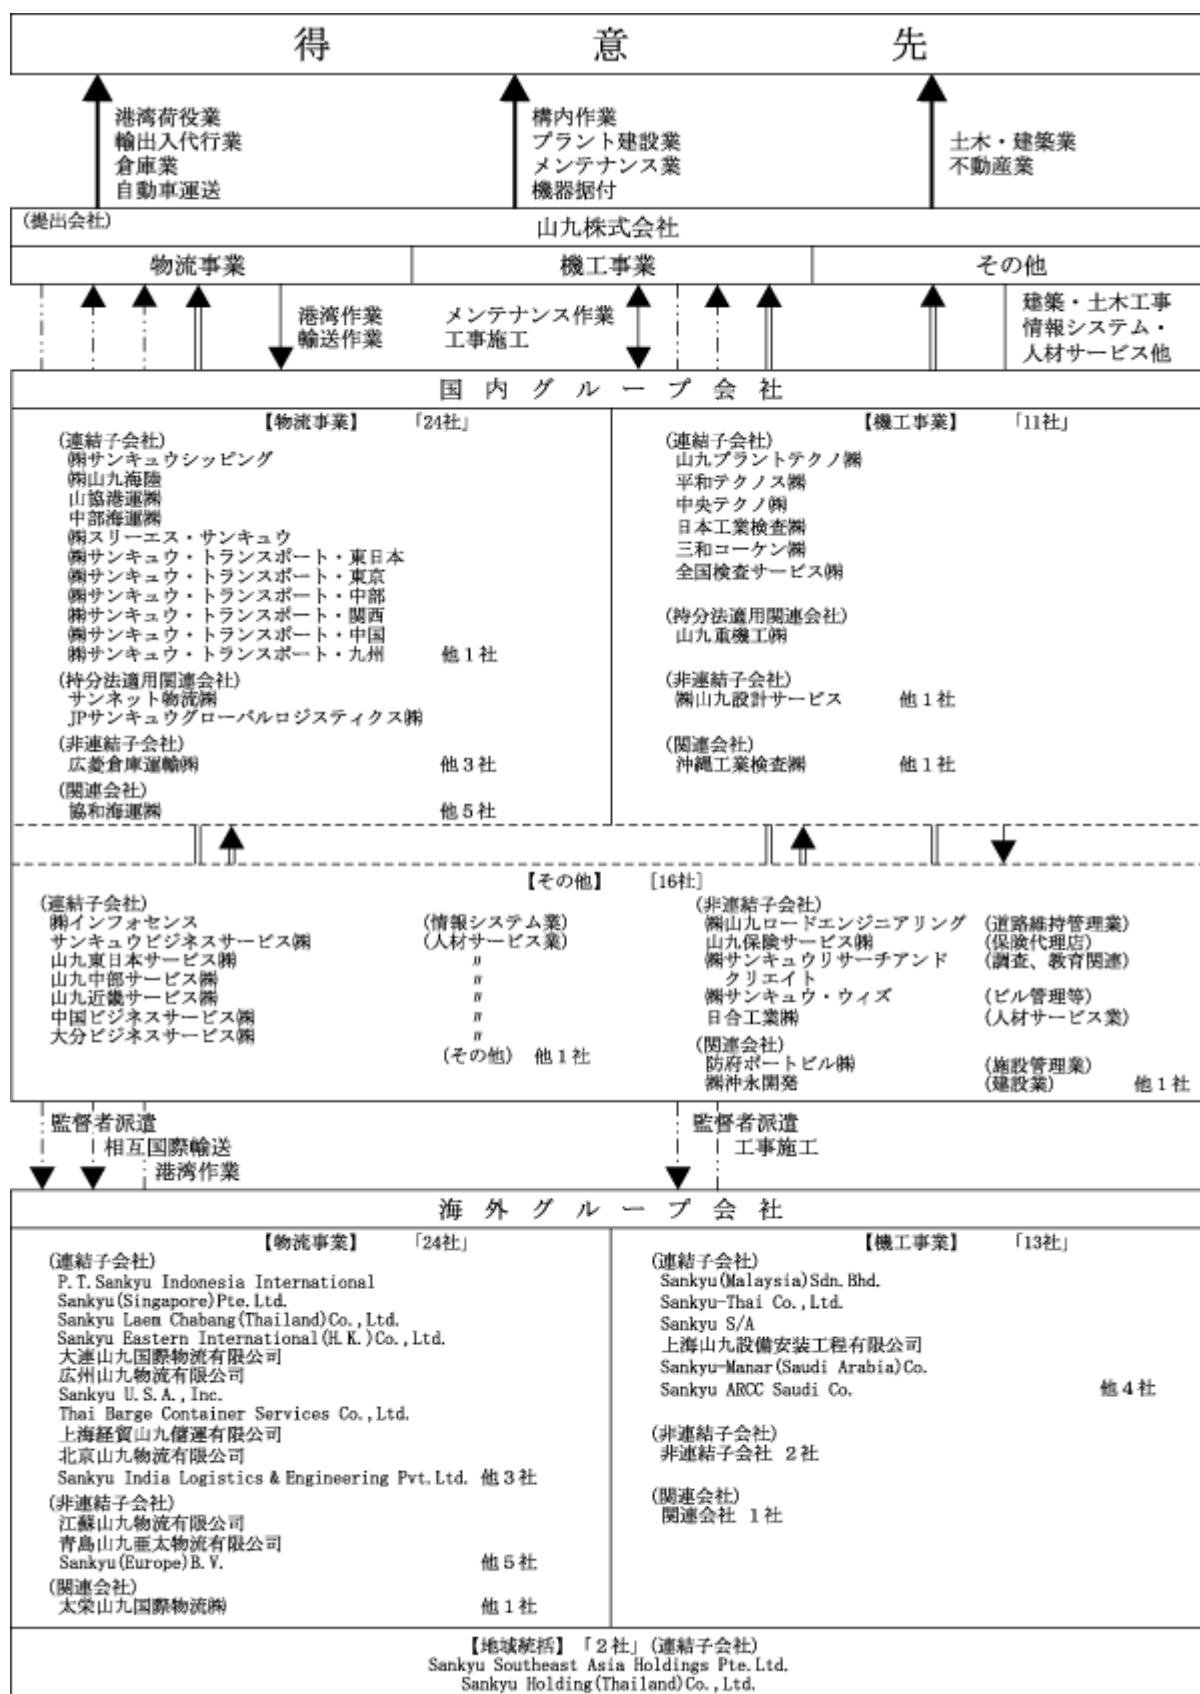 得意先
港湾荷役業
輸出入代行業
倉庫業
自動車運送
構内作業
プラント建設業
メンテナンス業
機器据付
土木・建築業
不動産業
(提出会社)
山九株式会社
物流事業
機工事業
その他
港湾作業
輸送作業
メンテナンス作業
工事施工
建築・土木工事
情報システム・
人材サービス他
国内グループ会社
【物流事業】 「24社」
(連結子会社)
㈱サンキュウシッピング
㈱山九海陸
山協港運㈱
中部海運㈱
㈱スリーエス・サンキュウ
㈱サンキュウ・トランスポート・東日本
㈱サンキュウ・トランスポート・東京
㈱サンキュウ・トランスポート・中部
㈱サンキュウ・トランスポート・関西
㈱サンキュウ・トランスポート・中国
㈱サンキュウ・トランスポート・九州 他1社
(持分法適用関連会社)
サンネット物流㈱
JPサンキュウグローバルロジスティクス㈱
(非連結子会社)
広菱倉庫運輸㈱ 他3社
(関連会社)
協和海運㈱ 他5社
【機工事業】 「11社」
(連結子会社)
山九プラントテクノ㈱
平和テクノス㈱
中央テクノ㈱
日本工業検査㈱
三和コーケン㈱
全国検査サービス㈱
(持分法適用関連会社)
山九重機工㈱
(非連結子会社)
㈱山九設計サービス 他1社
(関連会社)
沖縄工業検査㈱ 他1社
【その他】 [16社]
(連結子会社)
㈱インフォセンス (情報システム業)
サンキュウビジネスサービス㈱ (人材サービス業)
山九東日本サービス㈱ 〃
山九中部サービス㈱ 〃
山九近畿サービス㈱ 〃
中国ビジネスサービス㈱ 〃
大分ビジネスサービス㈱ 〃
(その他) 他1社
(非連結子会社)
㈱山九ロードエンジニアリング (道路維持管理業)
山九保険サービス㈱ (保険代理店)
㈱サンキュウリサーチアンド (調査、教育関連)
クリエイト
㈱サンキュウ・ウィズ (ビル管理等)
日合工業㈱ (人材サービス業)
(関連会社)
防府ポートビル㈱ (施設管理業)
㈱沖永開発 (建設業) 他1社
監督者派遣
相互国際輸送
港湾作業
監督者派遣
工事施工
海外グループ会社
【物流事業】 「24社」
(連結子会社)
P.T.Sankyu Indonesia International
Sankyu(Singapore)Pte.Ltd.
Sankyu Laem Chabang(Thailand)Co.,Ltd.
Sankyu Eastern International(H.K.)Co.,Ltd.
大連山九国際物流有限公司
広州山九物流有限公司
Sankyu U.S.A.,Inc.
Thai Barge Container Services Co.,Ltd.
上海経貿山九儲運有限公司
北京山九物流有限公司
Sankyu India Logistics & Engineering Pvt.Ltd. 他3社
(非連結子会社)
江蘇山九物流有限公司
青島山九亜太物流有限公司
Sankyu(Europe)B.V. 他5社
(関連会社)
太栄山九国際物流㈱ 他1社
【機工事業】 「13社」
(連結子会社)
Sankyu(Malaysia)Sdn.Bhd.
Sankyu-Thai Co.,Ltd.
Sankyu S/A
上海山九設備安装工程有限公司
Sankyu-Manar(Saudi Arabia)Co.
Sankyu ARCC Saudi Co. 他4社
(非連結子会社)
非連結子会社 2社
(関連会社)
関連会社 1社
【地域統括】「2社」(連結子会社)
Sankyu Southeast Asia Holdings Pte.Ltd.
Sankyu Holding(Thailand)Co.,Ltd.